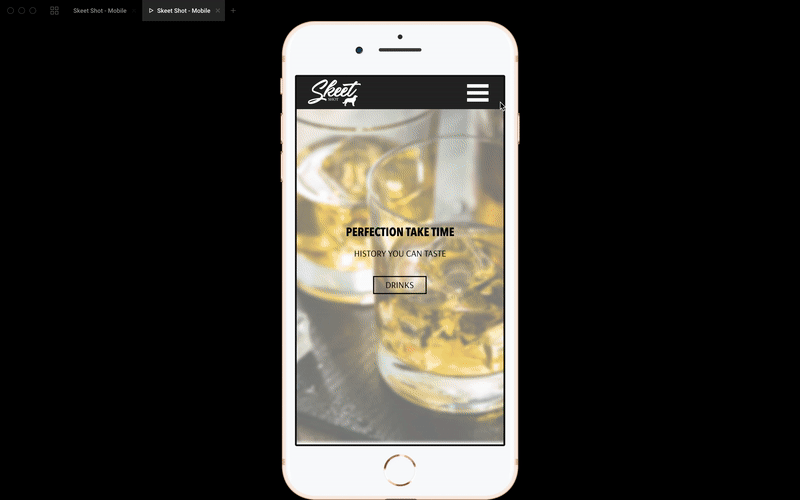 Skeet Shot - Mobile
Skeet Shot - Mobile
Skeet
SHOT
PERFECTION TAKE TIME
HISTORY YOU CAN TASTE
DRINKS